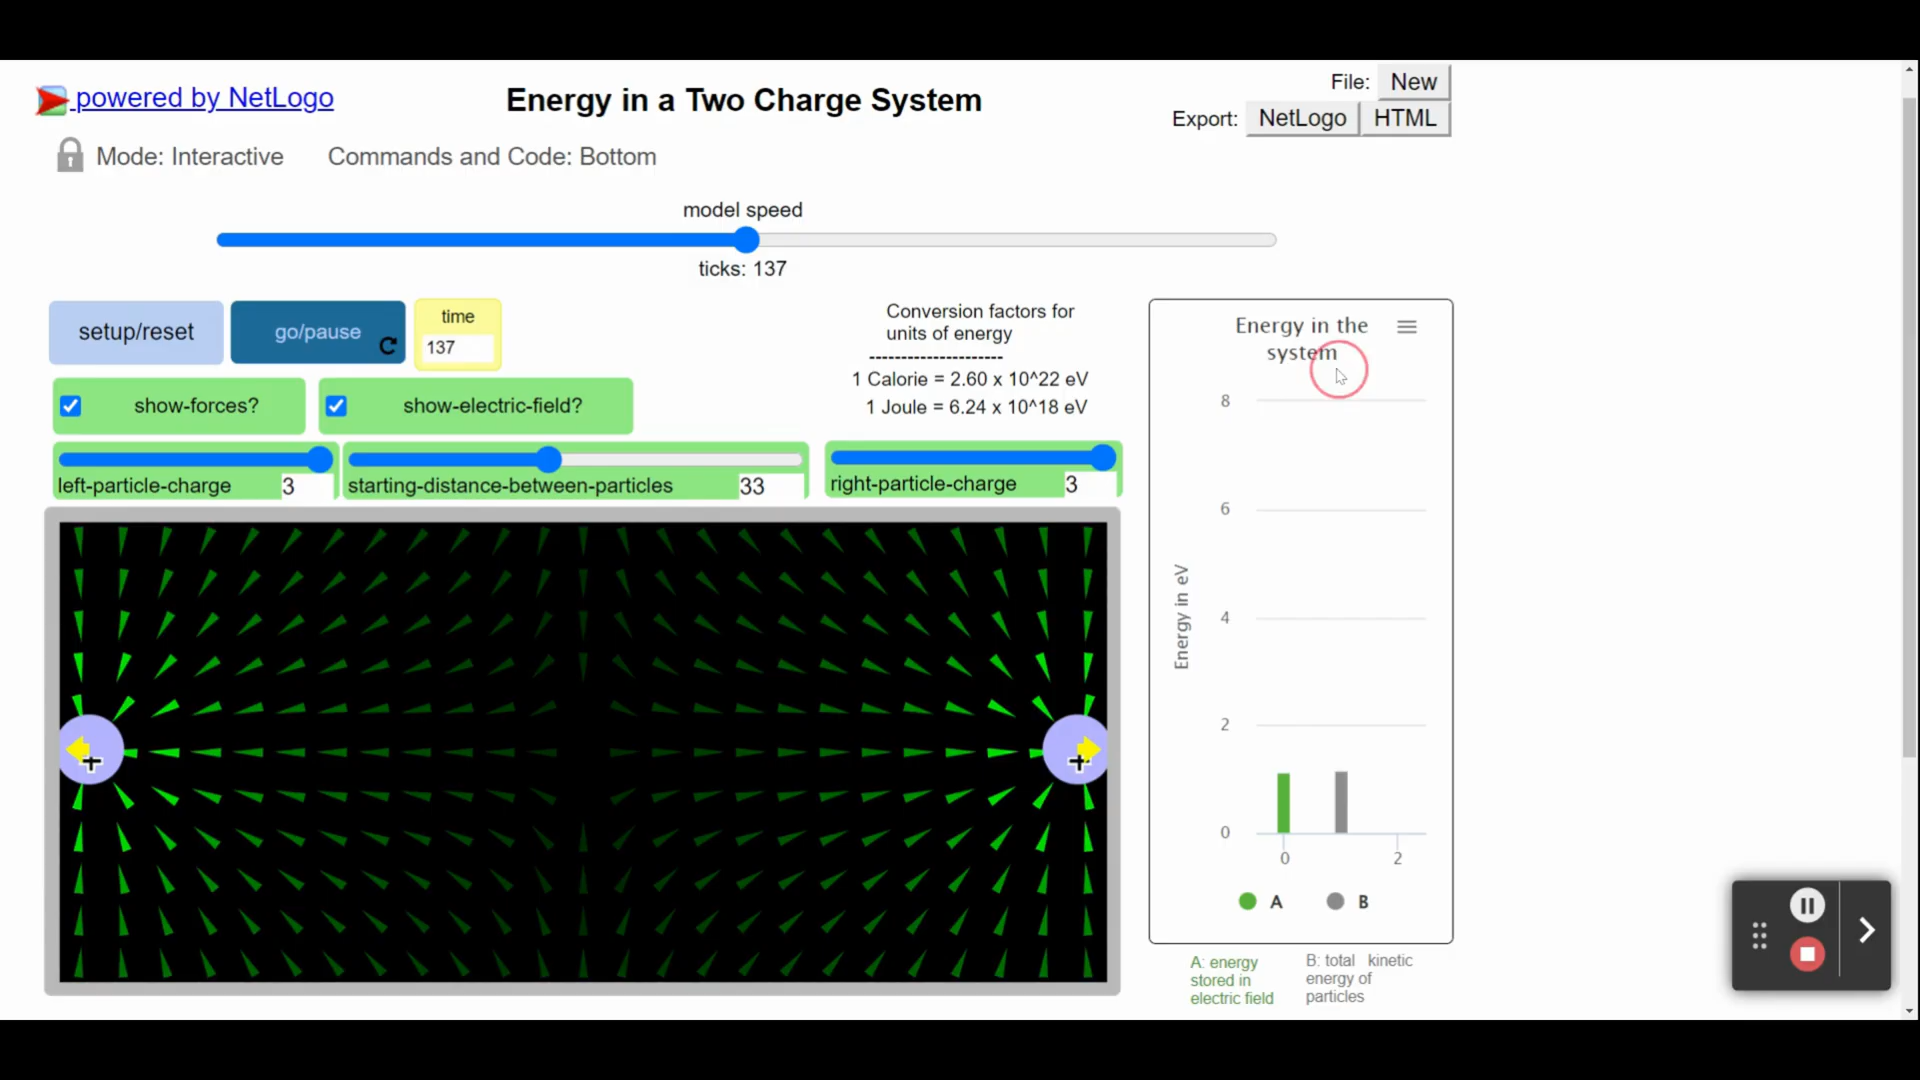 powered by NetLogo
Energy in a Two Charge System
File: New
Export: NetLogo HTML
Mode: Interactive
Commands and Code: Bottom
model speed
ticks: 137
setup/reset
go/pause
time
137
Conversion factors for
units of energy
---------------------
1 Calorie = 2.60 x 10^22 eV
1 Joule = 6.24 x 10^18 eV
show-forces?
show-electric-field?
left-particle-charge 3
starting-distance-between-particles 33
right-particle-charge 3
+
+
Energy in the
system
Energy in eV
8
6
4
2
0
0
2
A
B
A: energy
stored in
electric field
B: total kinetic
energy of
particles